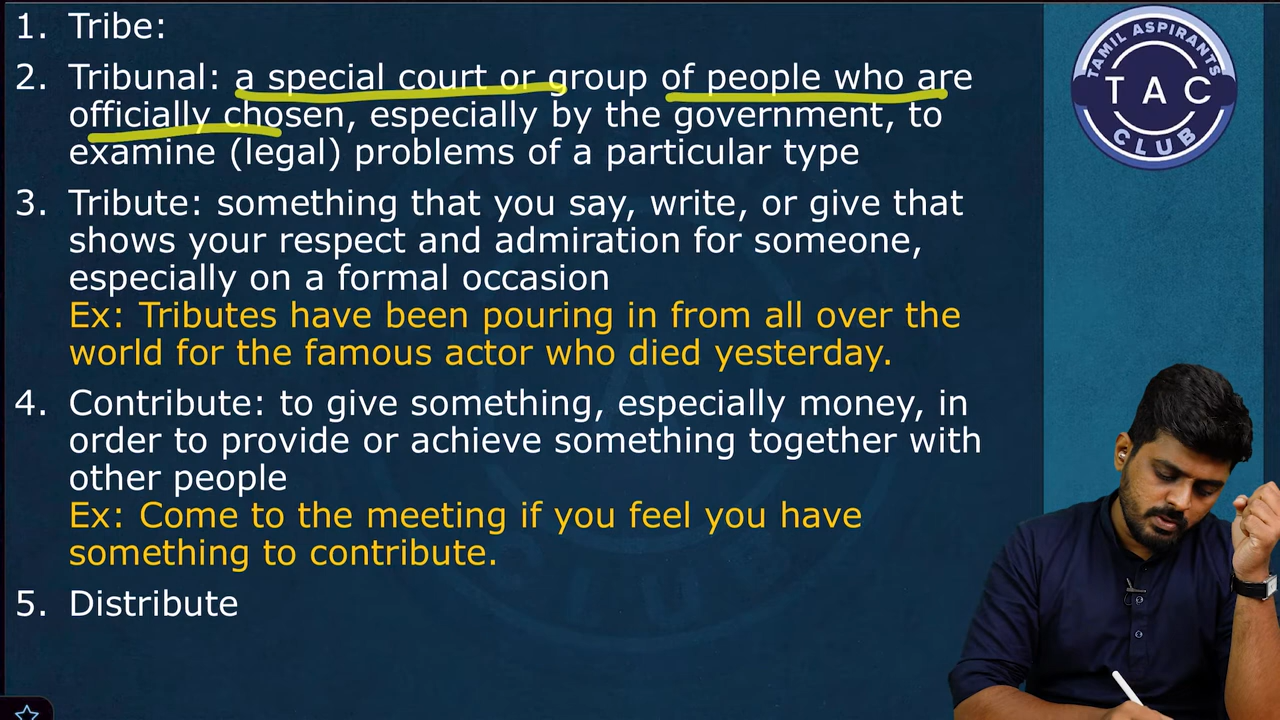 1. Tribe:
2. Tribunal: a special court or group of people who are
officially chosen, especially by the government, to
examine (legal) problems of a particular type
3. Tribute: something that you say, write, or give that
shows your respect and admiration for someone,
especially on a formal occasion
Ex: Tributes have been pouring in from all over the
world for the famous actor who died yesterday.
4. Contribute: to give something, especially money, in
order to provide or achieve something together with
other people
Ex: Come to the meeting if you feel you have
something to contribute.
5. Distribute
TAMIL ASPIRANTS
TAC
CLUB